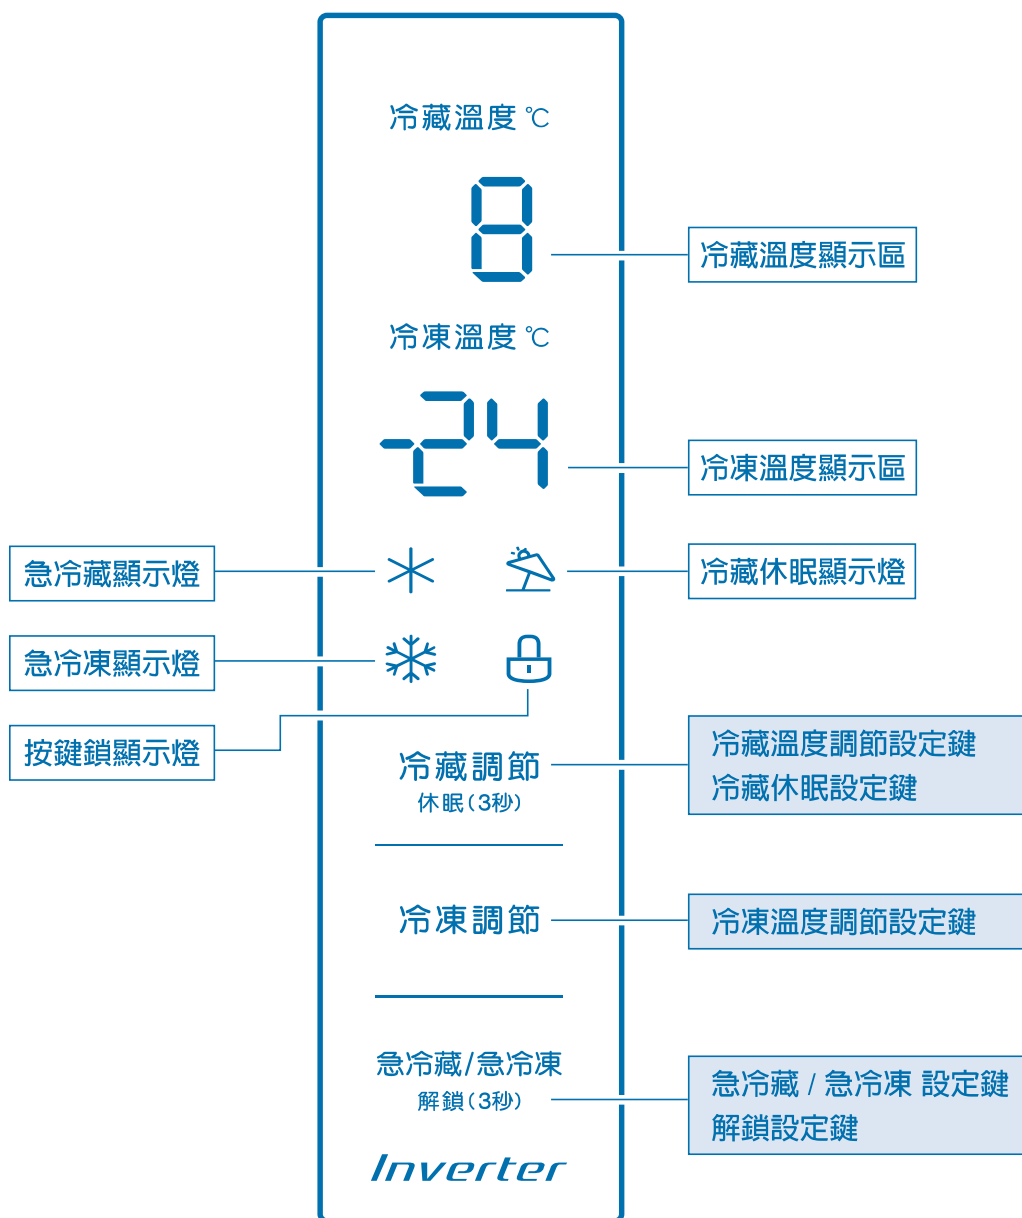 冷藏溫度 ℃
8
冷藏溫度顯示區
冷凍溫度 ℃
-24
冷凍溫度顯示區
急冷藏顯示燈
冷藏休眠顯示燈
急冷凍顯示燈
按鍵鎖顯示燈
冷藏調節
休眠(3秒)
冷藏溫度調節設定鍵
冷藏休眠設定鍵
冷凍調節
冷凍溫度調節設定鍵
急冷藏/急冷凍
解鎖(3秒)
急冷藏 / 急冷凍 設定鍵
解鎖設定鍵
Inverter